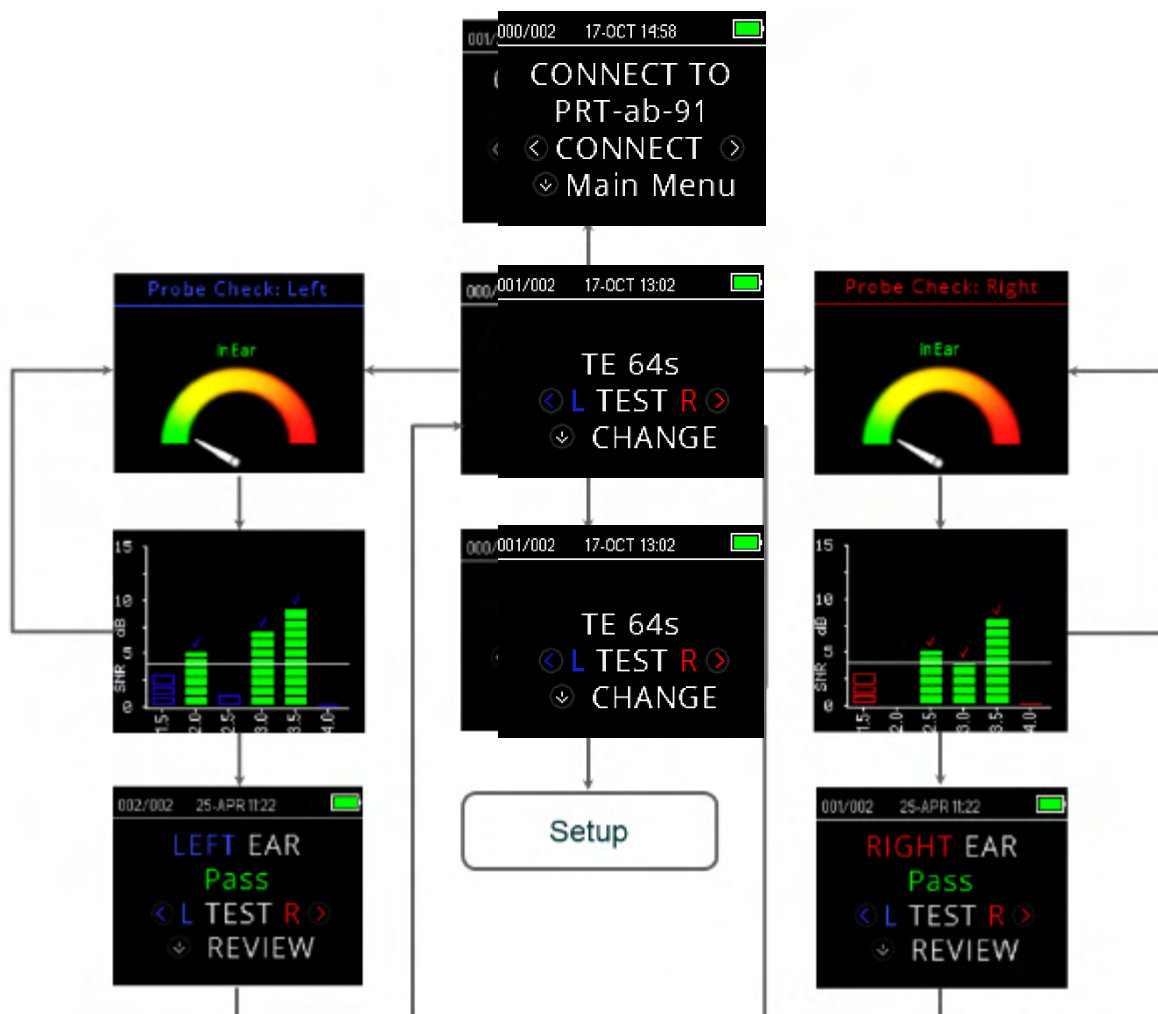 001/
000/002 17-OCT 14:58
CONNECT TO
PRT-ab-91
CONNECT
Main Menu
Probe Check: Left
In Ear
000/
001/002 17-OCT 13:02
TE 64s
L TEST R
CHANGE
Probe Check: Right
In Ear
15
10
5
0
SNR dB
1.5 2.0 2.5 3.0 3.5 4.0
000/
001/002 17-OCT 13:02
TE 64s
L TEST R
CHANGE
15
10
5
0
SNR dB
1.5 2.0 2.5 3.0 3.5 4.0
002/002 25-APR 11:22
LEFT EAR
Pass
L TEST R
REVIEW
Setup
001/002 25-APR 11:22
RIGHT EAR
Pass
L TEST R
REVIEW